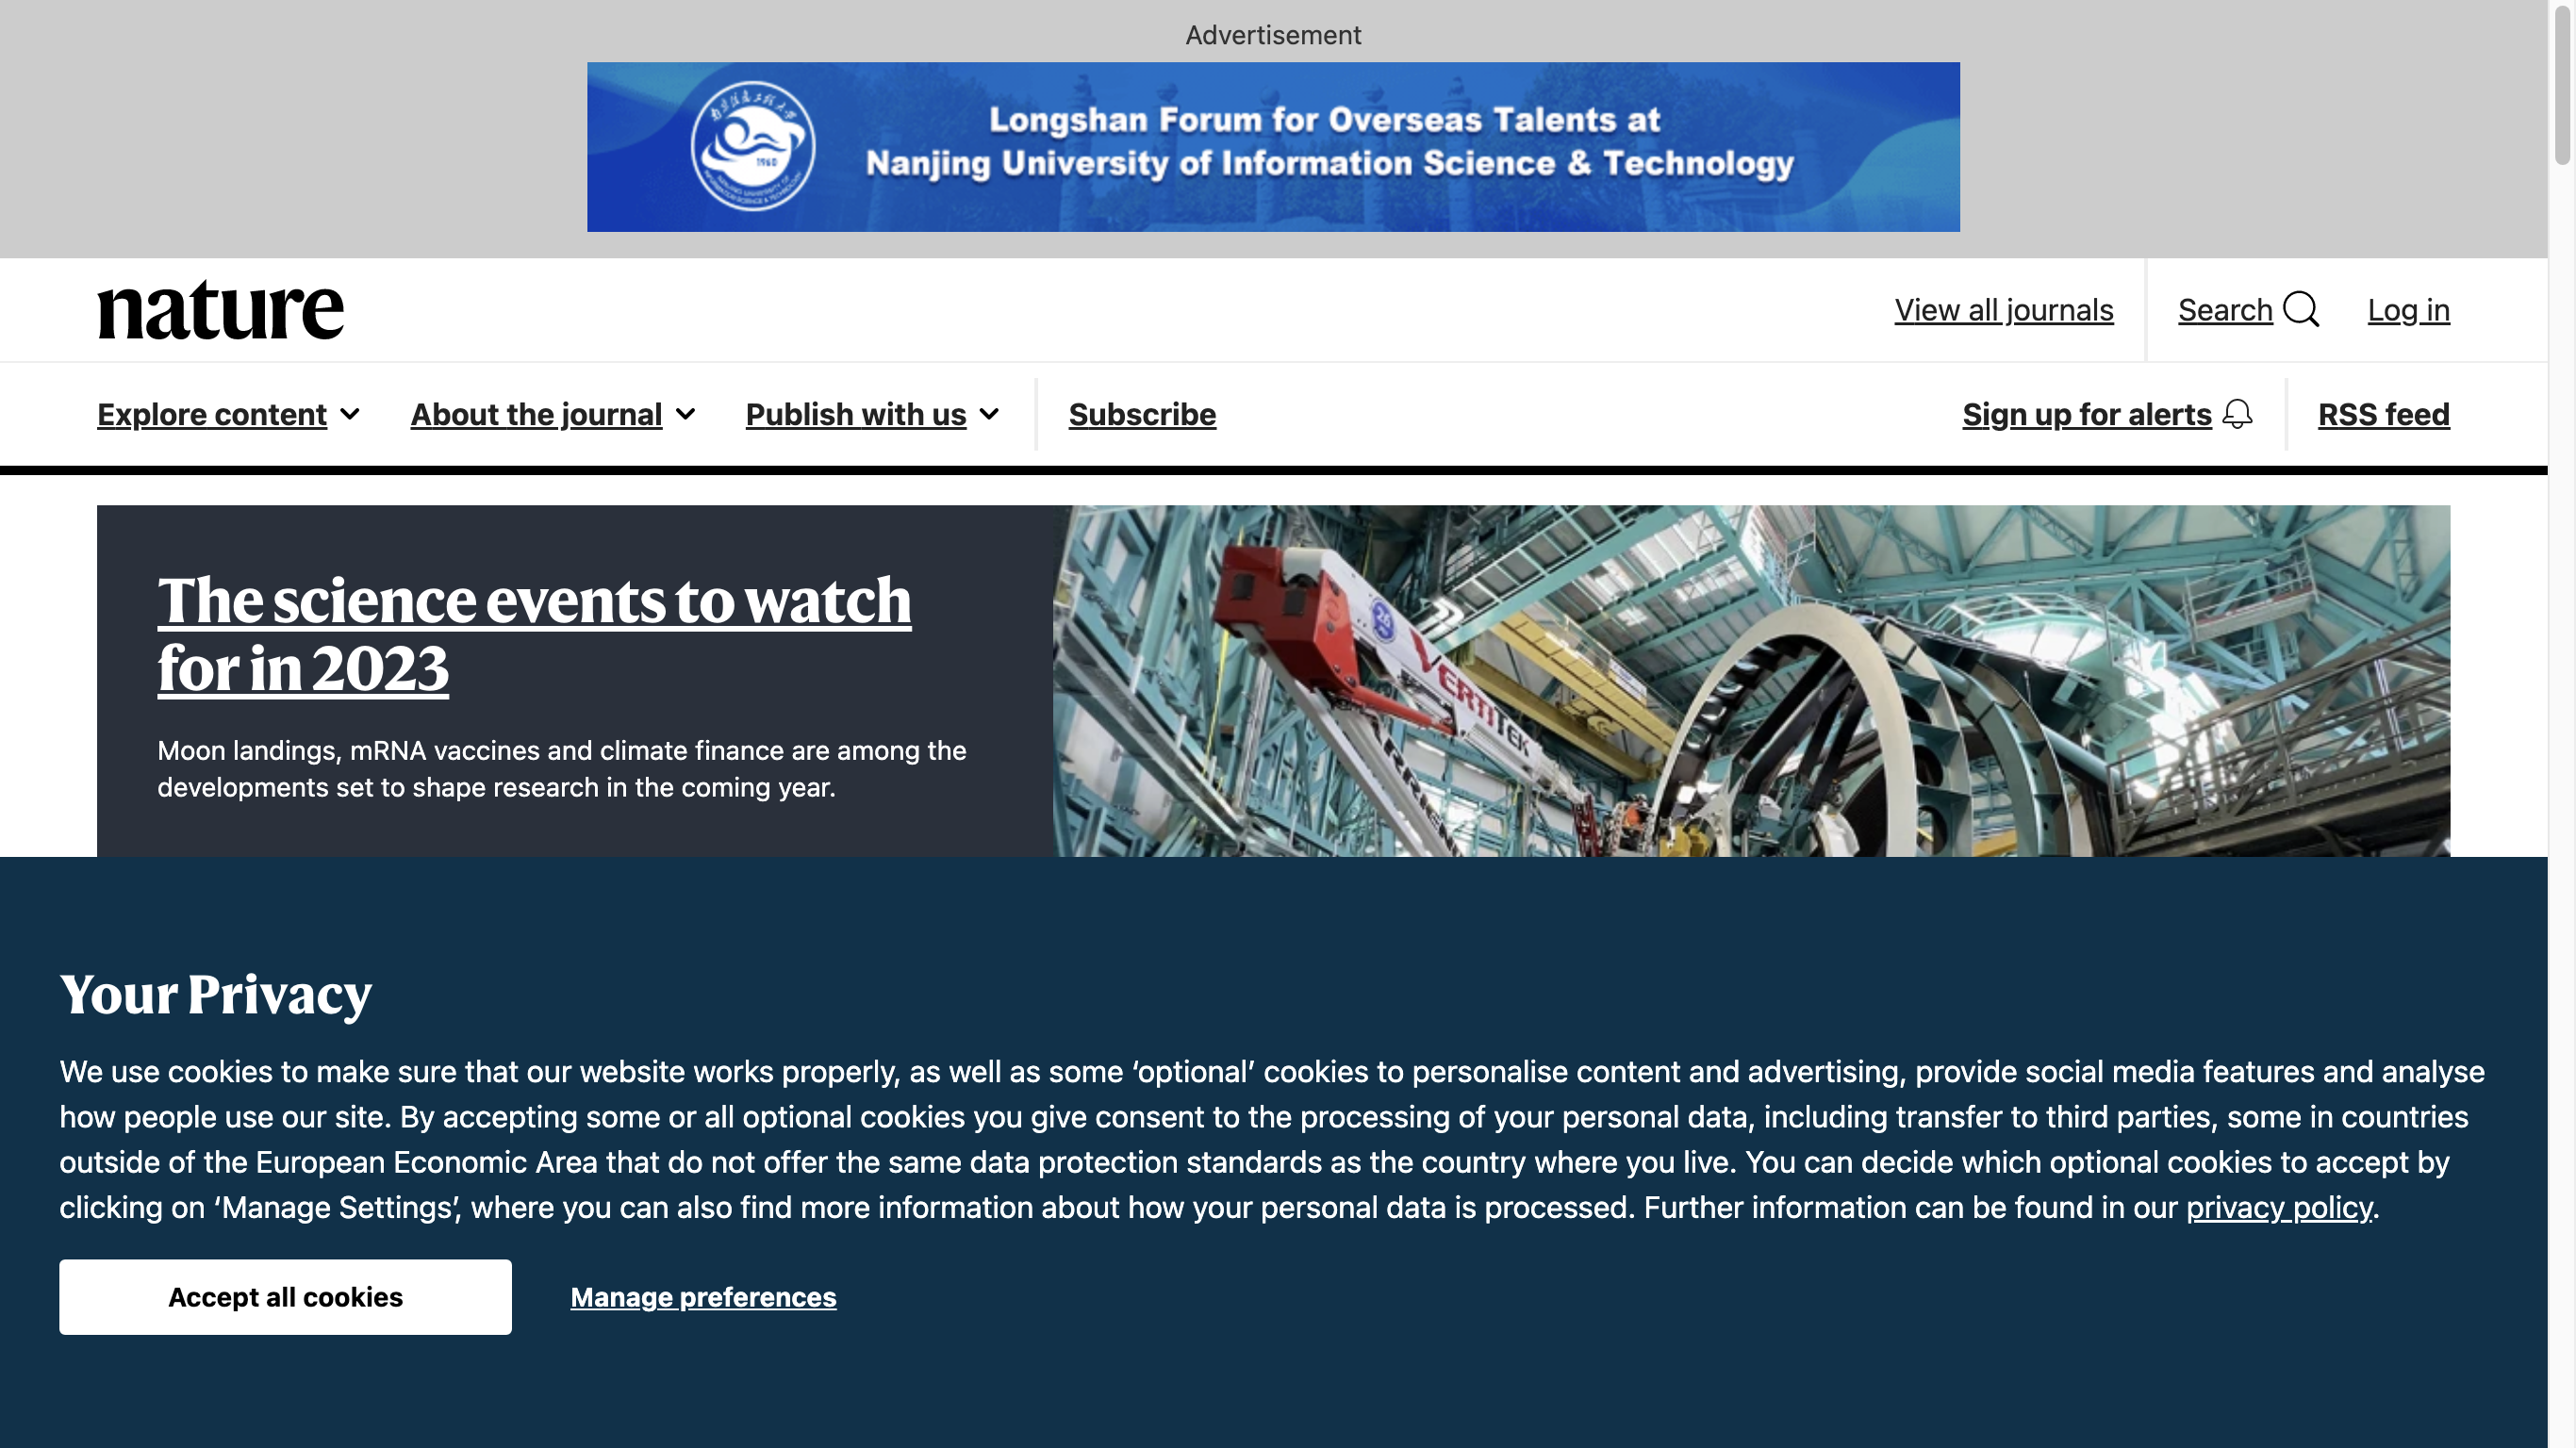 Advertisement
1960
Longshan Forum for Overseas Talents at
Nanjing University of Information Science & Technology
nature
View all journals
Search
Log in
Explore content
About the journal
Publish with us
Subscribe
Sign up for alerts
RSS feed
The science events to watch
for in 2023
Moon landings, mRNA vaccines and climate finance are among the
developments set to shape research in the coming year.
VERTITEK
Your Privacy
We use cookies to make sure that our website works properly, as well as some ‘optional’ cookies to personalise content and advertising, provide social media features and analyse
how people use our site. By accepting some or all optional cookies you give consent to the processing of your personal data, including transfer to third parties, some in countries
outside of the European Economic Area that do not offer the same data protection standards as the country where you live. You can decide which optional cookies to accept by
clicking on ‘Manage Settings’, where you can also find more information about how your personal data is processed. Further information can be found in our privacy policy.
Accept all cookies
Manage preferences